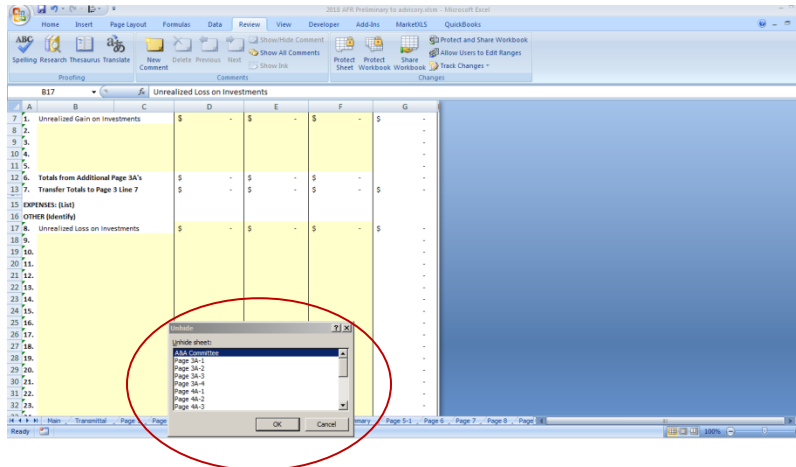 2018 AFR Preliminary to advisory.xlsm - Microsoft Excel
Home Insert Page Layout Formulas Data Review View Developer Add-Ins MarketXLS QuickBooks
ABC
Spelling Research Thesaurus Translate
New Comment
Delete Previous Next
Show/Hide Comment
Show All Comments
Show Ink
Protect Sheet
Protect Workbook
Share Workbook
Protect and Share Workbook
Allow Users to Edit Ranges
Track Changes
Proofing Comments Changes
B17 fx Unrealized Loss on Investments
A B C D E F G
7 1. Unrealized Gain on Investments $ - $ - $ - $ -
8 2. -
9 3. -
10 4. -
11 5. -
12 6. Totals from Additional Page 3A's $ - $ - $ - $ -
13 7. Transfer Totals to Page 3 Line 7 $ - $ - $ - $ -
15 EXPENSES: (List)
16 OTHER (Identify)
17 8. Unrealized Loss on Investments $ - $ - $ - $ -
18 9. -
19 10. -
20 11. -
21 12. -
22 13. -
23 14. -
24 15. -
25 16. -
26 17. -
28 18. -
28 19. -
29 20. -
30 21. -
31 22. -
32 23. -
Unhide ? X
Unhide sheet:
A&A Committee
Page 3A-1
Page 3A-2
Page 3A-3
Page 3A-4
Page 4A-1
Page 4A-2
Page 4A-3
OK Cancel
Main Transmittal Page Page mary Page 5-1 Page 6 Page 7 Page 8 Page
Ready 100%